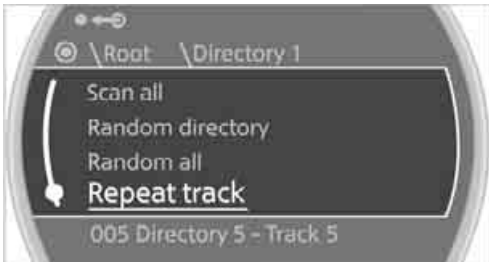 \Root \Directory 1
Scan all
Random directory
Random all
Repeat track
005 Directory 5 - Track 5